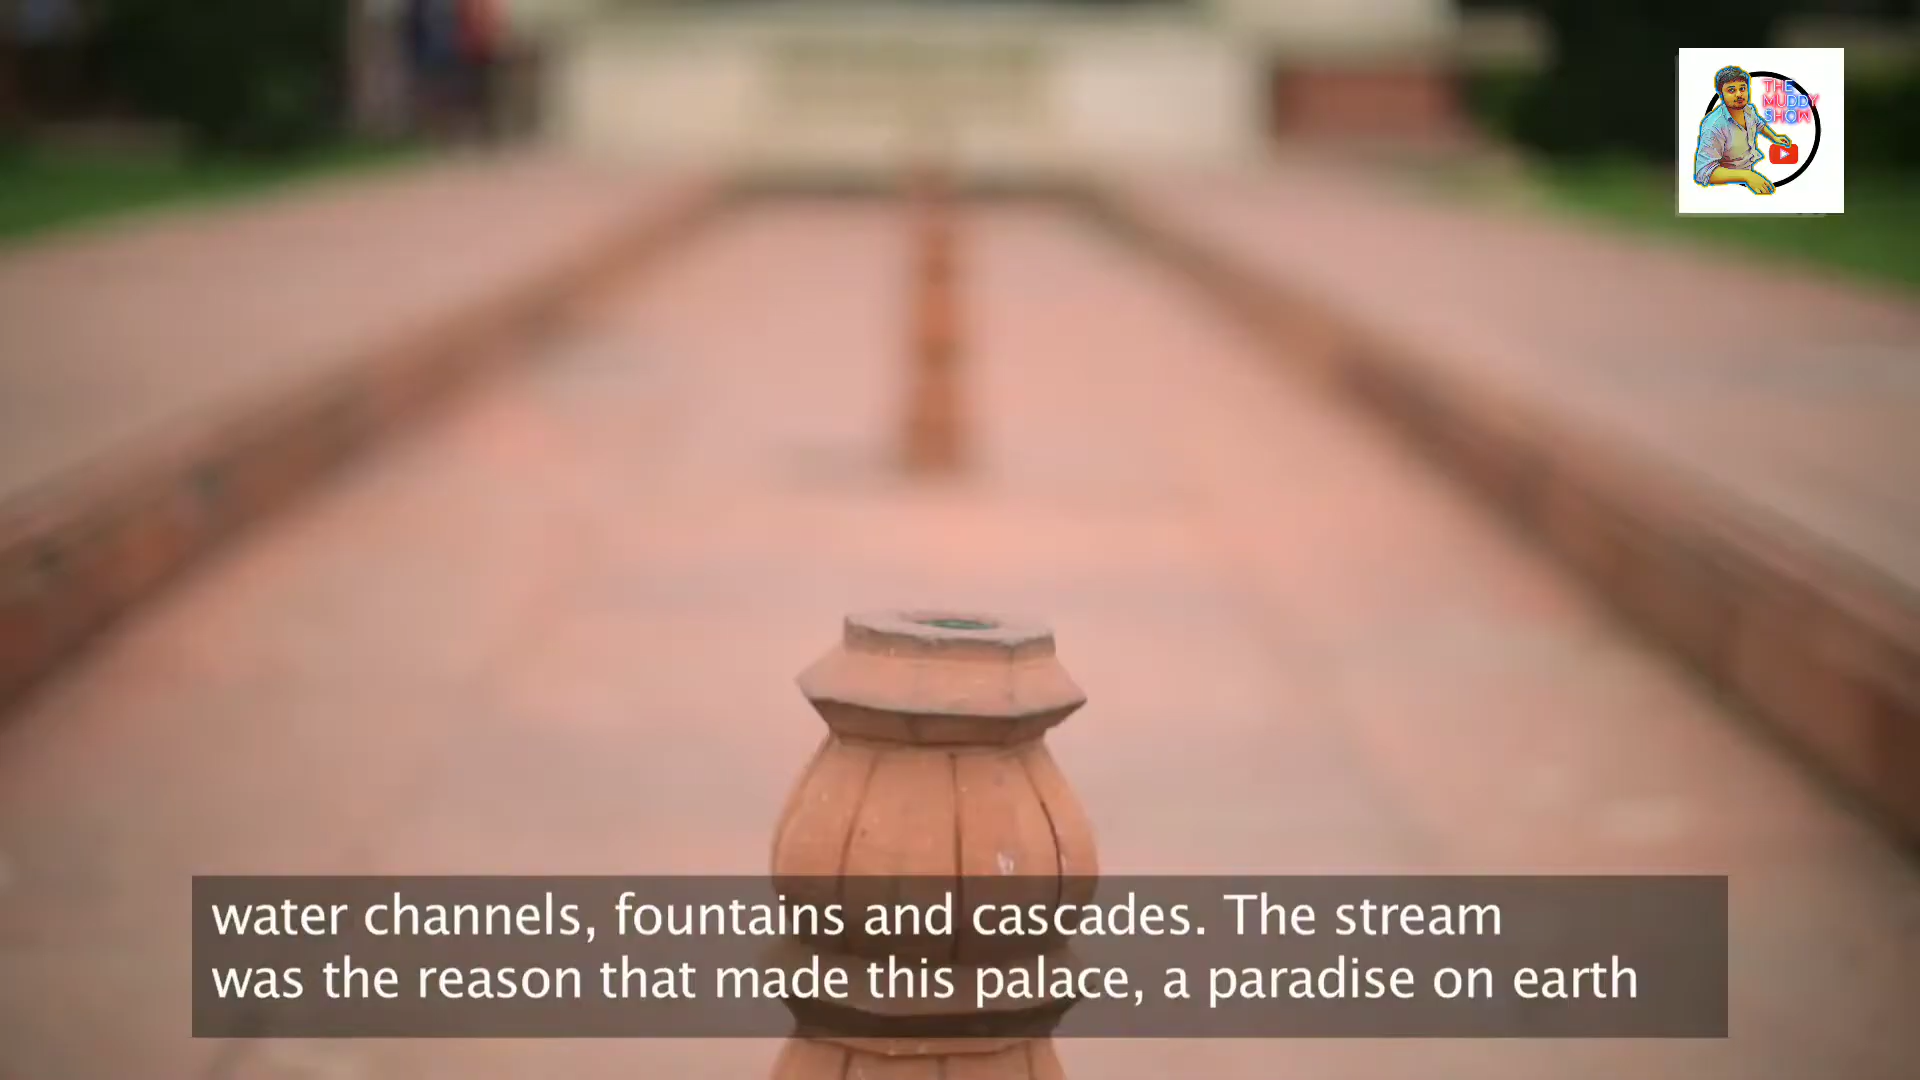 THE
MUDDY
SHOW
water channels, fountains and cascades. The stream
was the reason that made this palace, a paradise on earth